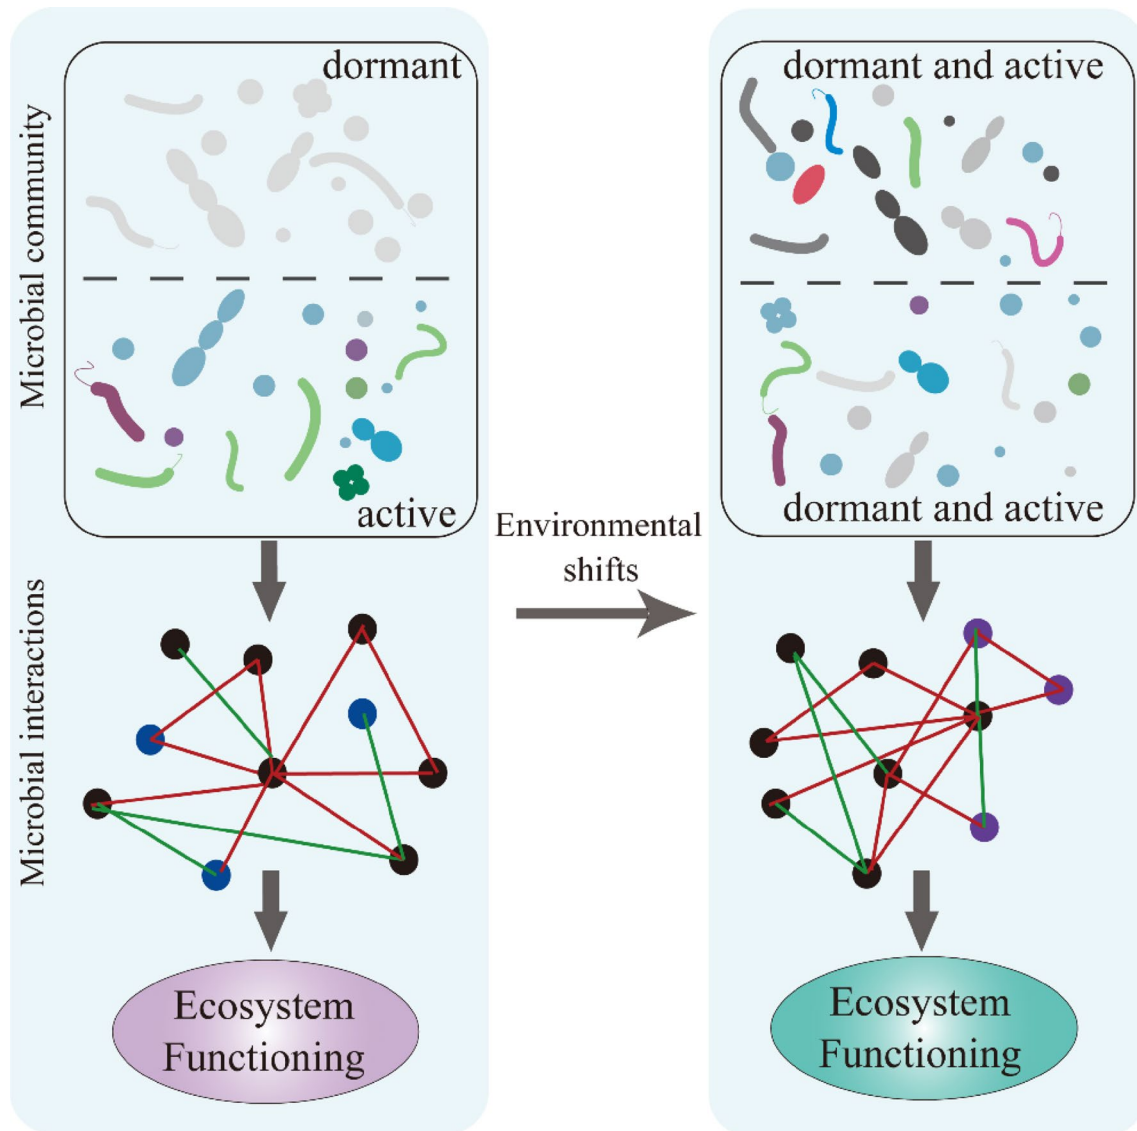 Microbial community
dormant
active
Microbial interactions
Ecosystem
Functioning
Environmental
shifts
dormant and active
dormant and active
Ecosystem
Functioning